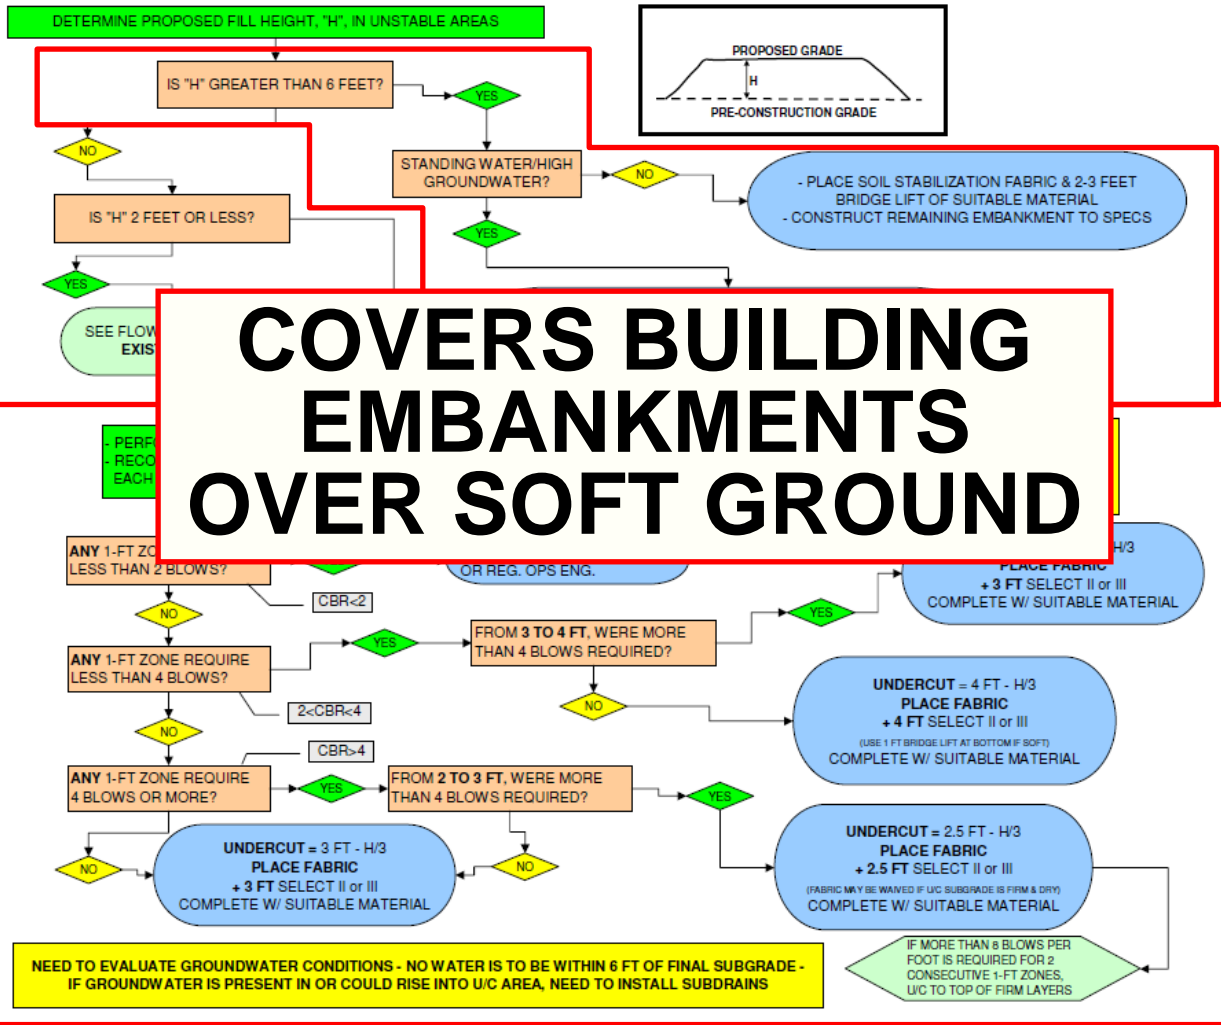 DETERMINE PROPOSED FILL HEIGHT, "H", IN UNSTABLE AREAS
IS "H" GREATER THAN 6 FEET?
YES
PROPOSED GRADE
H
PRE-CONSTRUCTION GRADE
NO
STANDING WATER/HIGH
GROUNDWATER?
NO
- PLACE SOIL STABILIZATION FABRIC & 2-3 FEET
BRIDGE LIFT OF SUITABLE MATERIAL
- CONSTRUCT REMAINING EMBANKMENT TO SPECS
IS "H" 2 FEET OR LESS?
YES
YES
SEE FLOW
EXIS
COVERS BUILDING
EMBANKMENTS
OVER SOFT GROUND
- PERF
- RECO
EACH
ANY 1-FT ZO
LESS THAN 2 BLOWS?
OR REG. OPS ENG.
H/3
PLACE FABRIC
+ 3 FT SELECT II or III
COMPLETE W/ SUITABLE MATERIAL
CBR<2
NO
YES
ANY 1-FT ZONE REQUIRE
LESS THAN 4 BLOWS?
YES
FROM 3 TO 4 FT, WERE MORE
THAN 4 BLOWS REQUIRED?
NO
UNDERCUT = 4 FT - H/3
PLACE FABRIC
+ 4 FT SELECT II or III
(USE 1 FT BRIDGE LIFT AT BOTTOM IF SOFT)
COMPLETE W/ SUITABLE MATERIAL
2<CBR<4
NO
CBR>4
ANY 1-FT ZONE REQUIRE
4 BLOWS OR MORE?
YES
FROM 2 TO 3 FT, WERE MORE
THAN 4 BLOWS REQUIRED?
YES
NO
UNDERCUT = 3 FT - H/3
PLACE FABRIC
+ 3 FT SELECT II or III
COMPLETE W/ SUITABLE MATERIAL
NO
UNDERCUT = 2.5 FT - H/3
PLACE FABRIC
+ 2.5 FT SELECT II or III
(FABRIC MAY BE WAIVED IF U/C SUBGRADE IS FIRM & DRY)
COMPLETE W/ SUITABLE MATERIAL
NEED TO EVALUATE GROUNDWATER CONDITIONS - NO WATER IS TO BE WITHIN 6 FT OF FINAL SUBGRADE -
IF GROUNDWATER IS PRESENT IN OR COULD RISE INTO U/C AREA, NEED TO INSTALL SUBDRAINS
IF MORE THAN 8 BLOWS PER
FOOT IS REQUIRED FOR 2
CONSECUTIVE 1-FT ZONES,
U/C TO TOP OF FIRM LAYERS